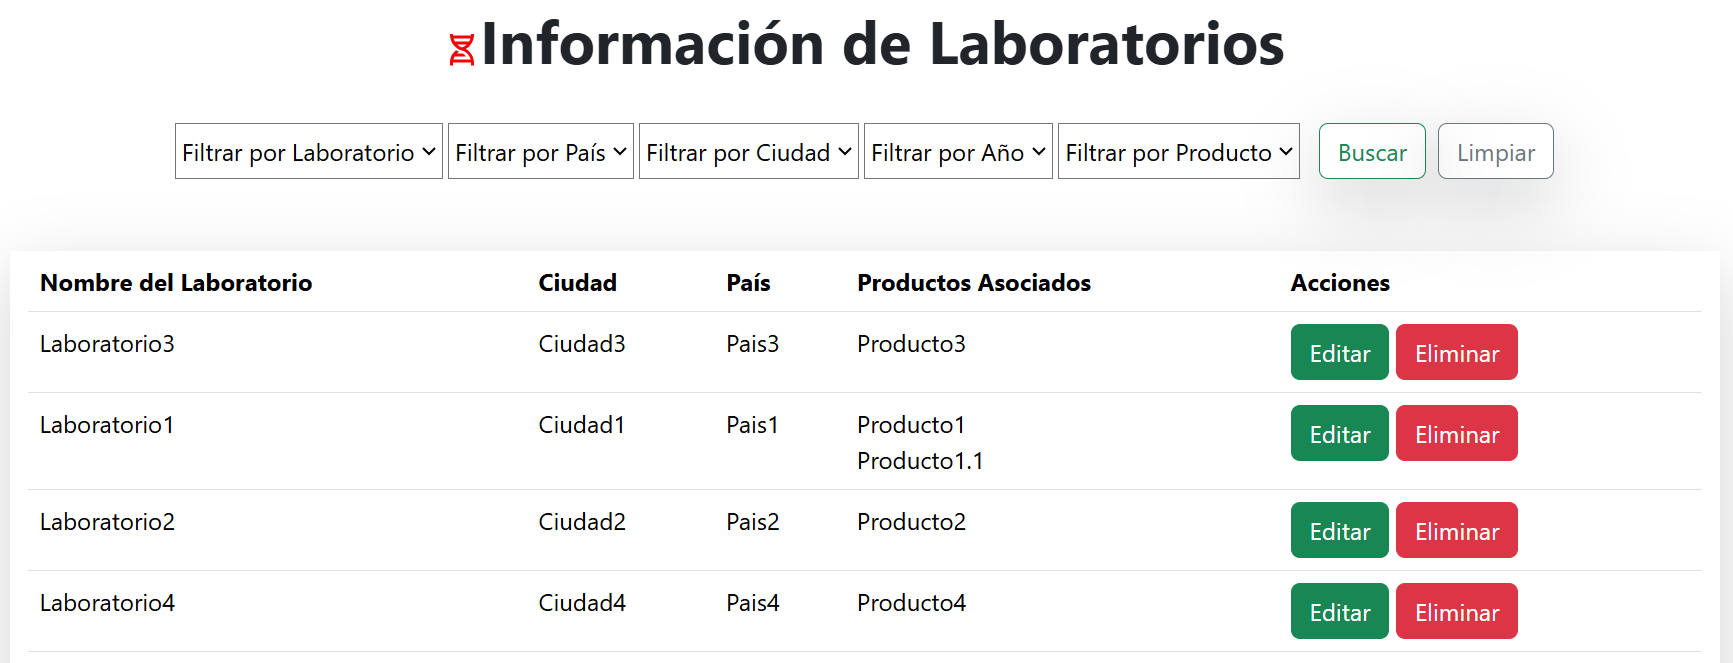 Información de Laboratorios
Filtrar por Laboratorio Filtrar por País Filtrar por Ciudad Filtrar por Año Filtrar por Producto Buscar Limpiar
Nombre del Laboratorio Ciudad País Productos Asociados Acciones
Laboratorio3 Ciudad3 Pais3 Producto3 Editar Eliminar
Laboratorio1 Ciudad1 Pais1 Producto1 Editar Eliminar
Producto1.1
Laboratorio2 Ciudad2 Pais2 Producto2 Editar Eliminar
Laboratorio4 Ciudad4 Pais4 Producto4 Editar Eliminar